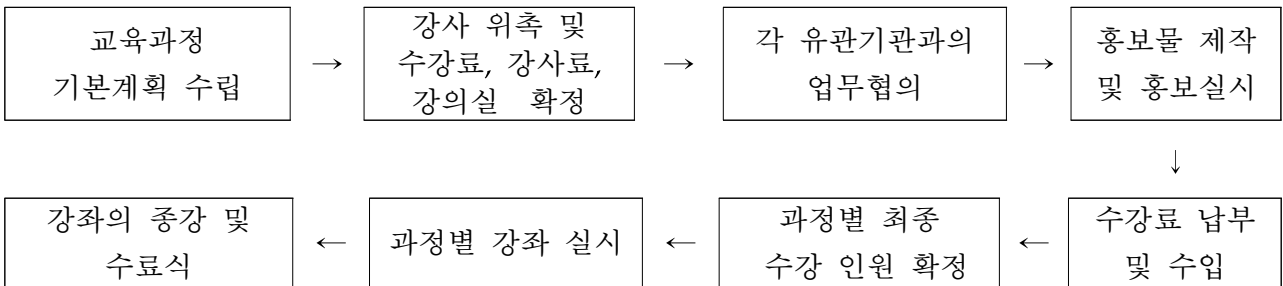 교육과정
기본계획 수립
→
강사 위촉 및
수강료, 강사료,
강의실 확정
→
각 유관기관과의
업무협의
→
홍보물 제작
및 홍보실시
↓
수강료 납부
및 수입
←
과정별 최종
수강 인원 확정
←
과정별 강좌 실시
←
강좌의 종강 및
수료식